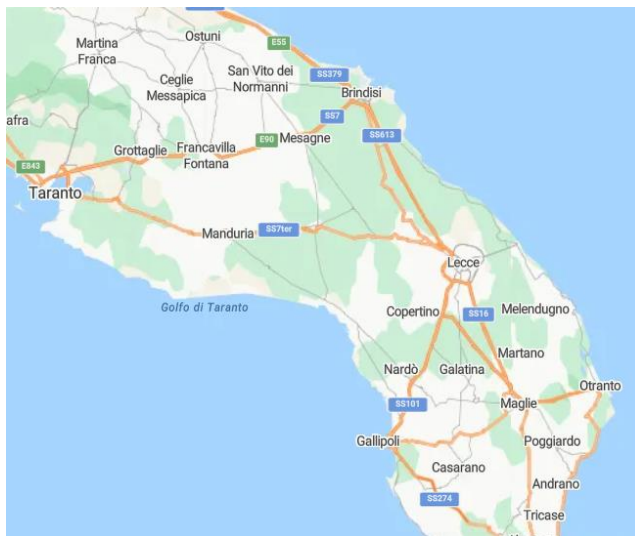 Ostuni
E55
Martina
Franca
San Vito dei
Normanni
SS379
Ceglie
Messapica
Brindisi
afra
SS7
SS613
Mesagne
E90
Grottaglie
Francavilla
Fontana
E843
Taranto
Manduria
SS7ter
Lecce
Golfo di Taranto
Copertino
SS16
Melendugno
Martano
Nardò
Galatina
Otranto
SS101
Maglie
Gallipoli
Poggiardo
Casarano
Andrano
SS274
Tricase